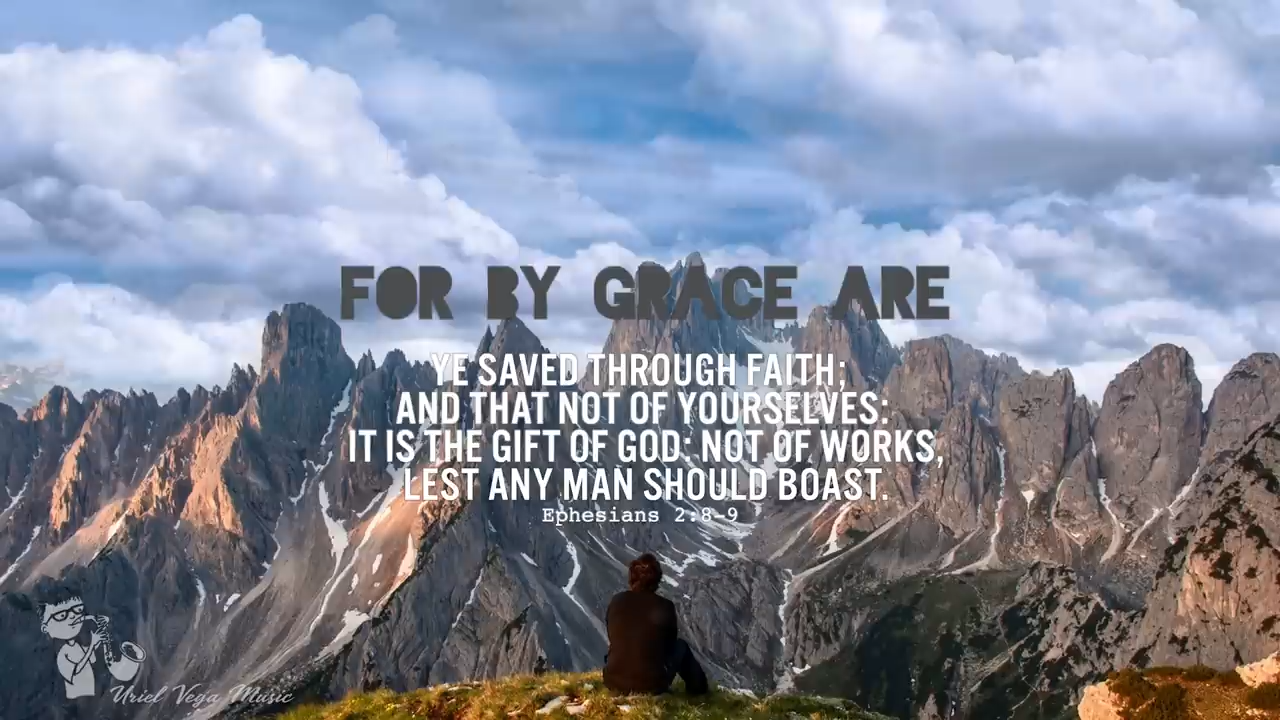 FOR BY GRACE ARE
YE SAVED THROUGH FAITH;
AND THAT NOT OF YOURSELVES:
IT IS THE GIFT OF GOD: NOT OF WORKS,
LEST ANY MAN SHOULD BOAST.
Ephesians 2:8-9
Uriel Vega Music